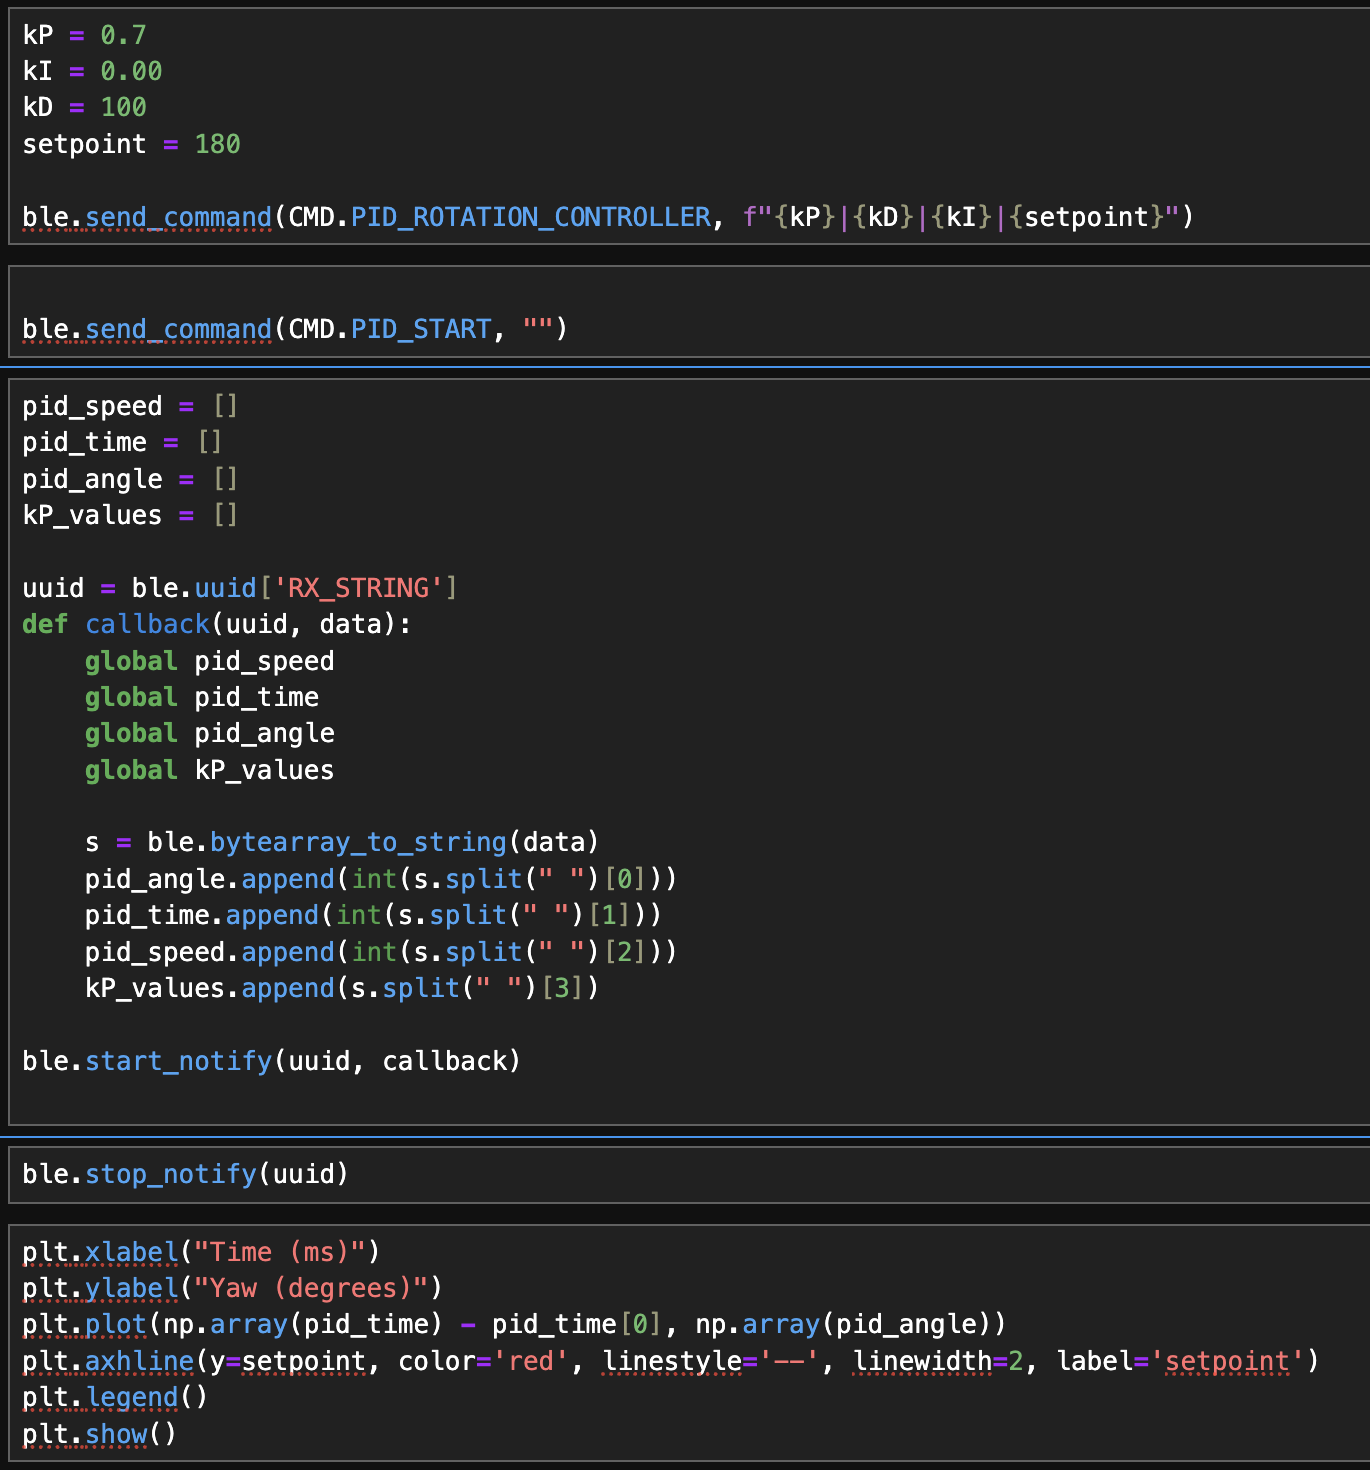 kP = 0.7
kI = 0.00
kD = 100
setpoint = 180
ble.send_command(CMD.PID_ROTATION_CONTROLLER, f"{kP}|{kD}|{kI}|{setpoint}")
ble.send_command(CMD.PID_START, "")
pid_speed = []
pid_time = []
pid_angle = []
kP_values = []
uuid = ble.uuid['RX_STRING']
def callback(uuid, data):
    global pid_speed
    global pid_time
    global pid_angle
    global kP_values
    s = ble.bytearray_to_string(data)
    pid_angle.append(int(s.split(" ")[0]))
    pid_time.append(int(s.split(" ")[1]))
    pid_speed.append(int(s.split(" ")[2]))
    kP_values.append(s.split(" ")[3])
ble.start_notify(uuid, callback)
ble.stop_notify(uuid)
plt.xlabel("Time (ms)")
plt.ylabel("Yaw (degrees)")
plt.plot(np.array(pid_time) - pid_time[0], np.array(pid_angle))
plt.axhline(y=setpoint, color='red', linestyle='--', linewidth=2, label='setpoint')
plt.legend()
plt.show()